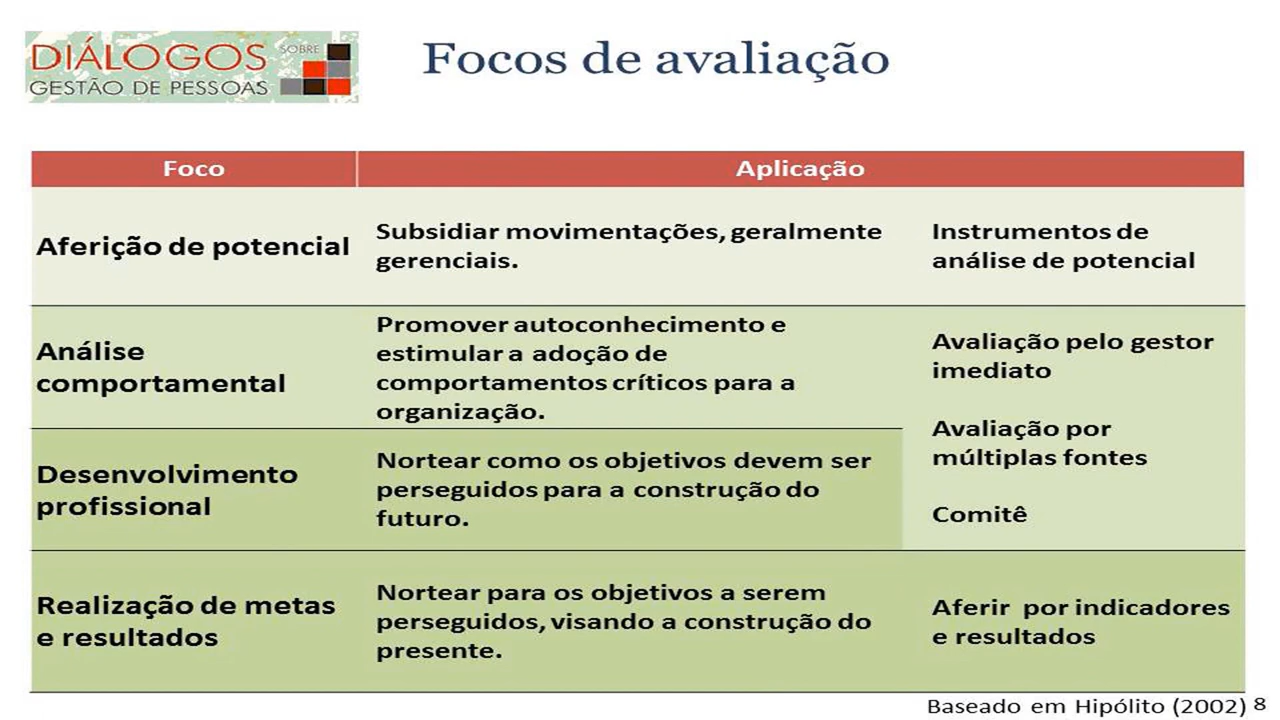 DIÁLOGOS SOBRE
GESTÃO DE PESSOAS
Focos de avaliação
Foco
Aplicação
Aferição de potencial
Subsidiar movimentações, geralmente
gerenciais.
Instrumentos de
análise de potencial
Análise
comportamental
Promover autoconhecimento e
estimular a adoção de
comportamentos críticos para a
organização.
Avaliação pelo gestor
imediato
Avaliação por
múltiplas fontes
Comitê
Desenvolvimento
profissional
Nortear como os objetivos devem ser
perseguidos para a construção do
futuro.
Realização de metas
e resultados
Nortear para os objetivos a serem
perseguidos, visando a construção do
presente.
Aferir por indicadores
e resultados
Baseado em Hipólito (2002) 8